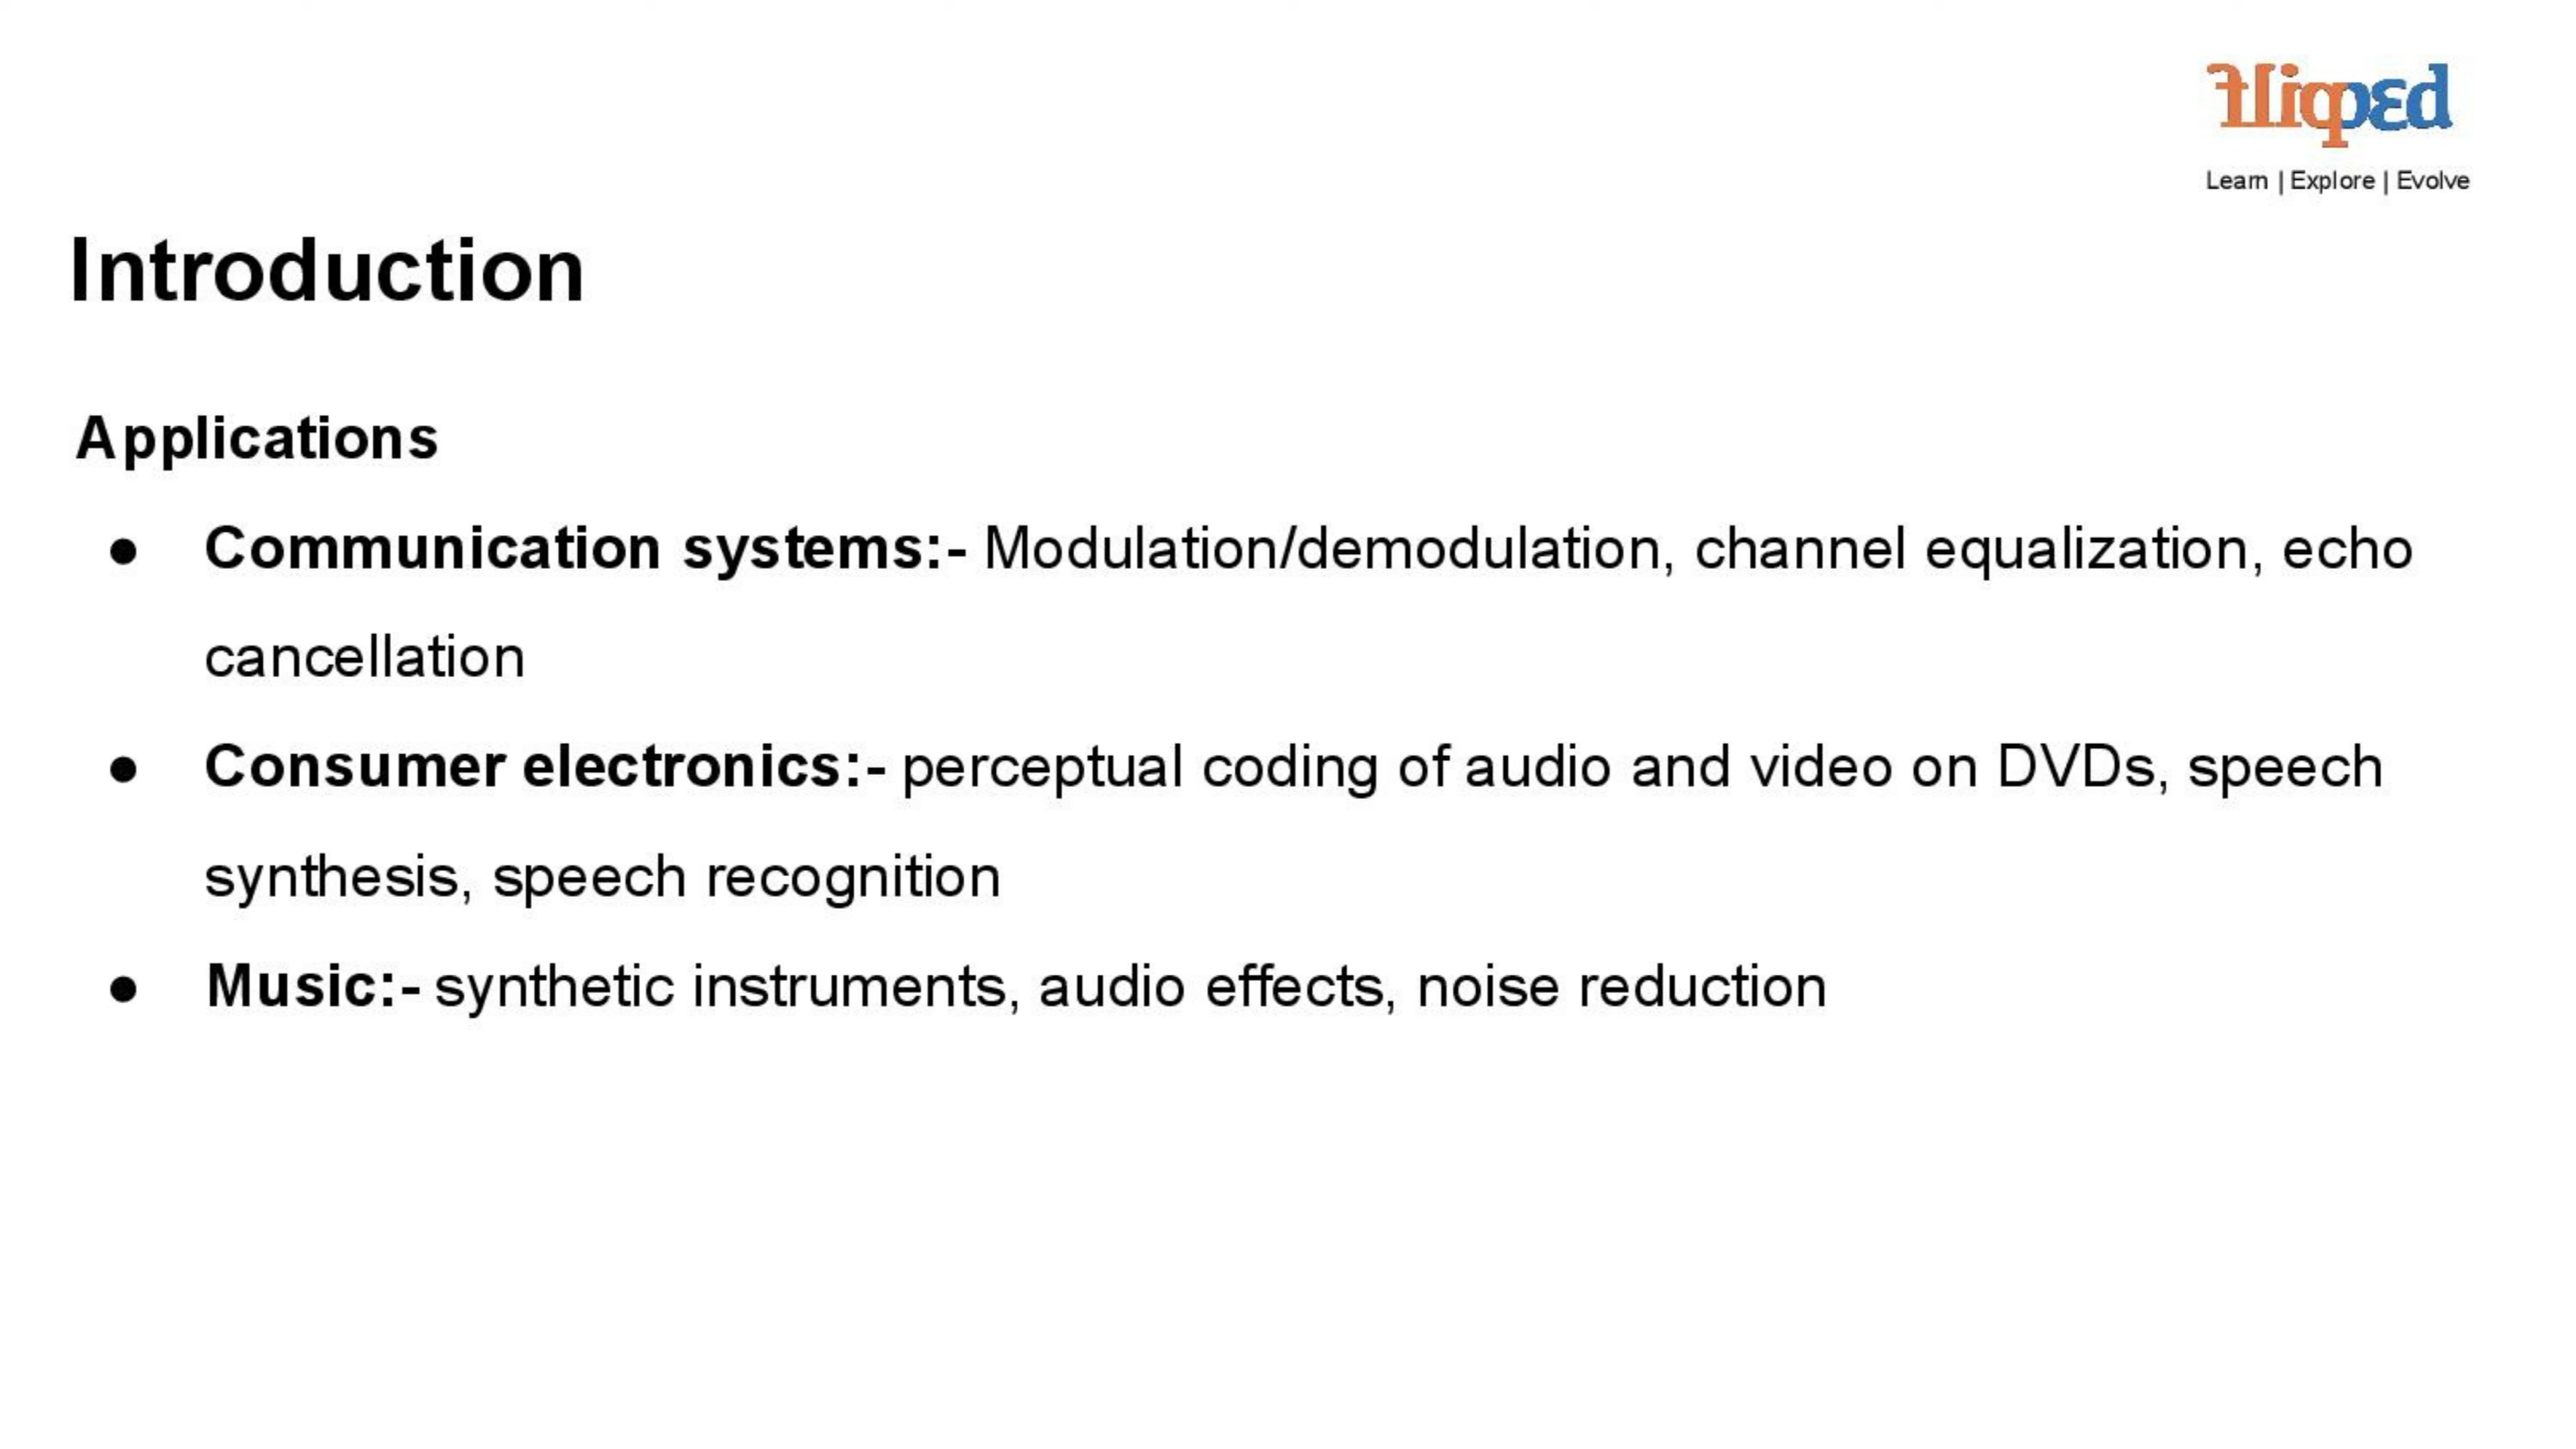 flipped
Learn | Explore | Evolve
Introduction
Applications
● Communication systems:- Modulation/demodulation, channel equalization, echo
cancellation
● Consumer electronics:- perceptual coding of audio and video on DVDs, speech
synthesis, speech recognition
● Music:- synthetic instruments, audio effects, noise reduction